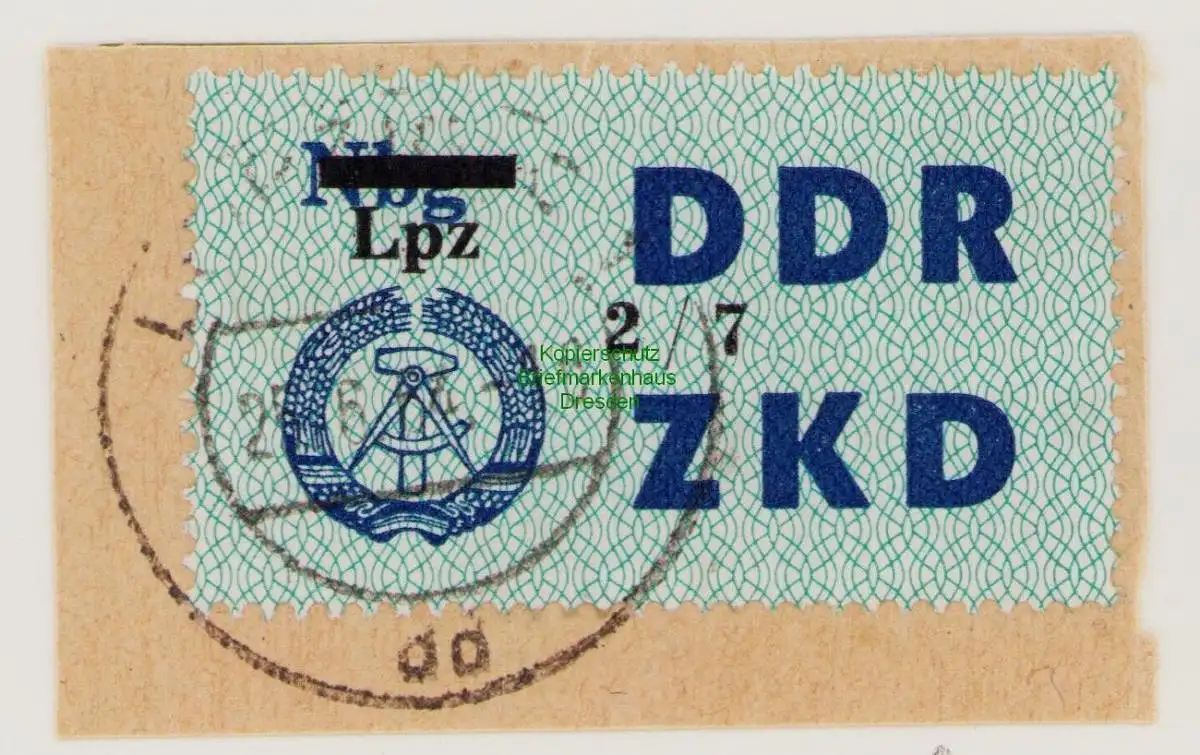 Nbg
Lpz
DDR
2 / 7
Kopierschutz
Briefmarkenhaus
Dresden
ZKD